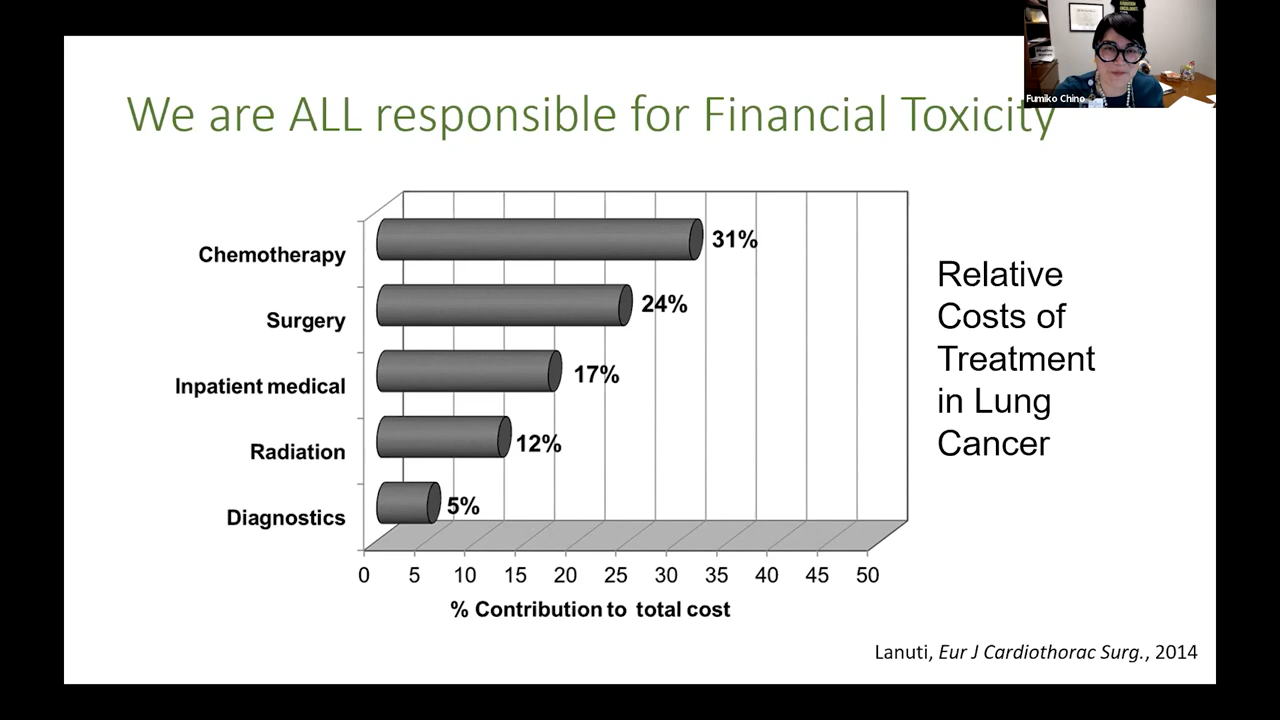 We are ALL responsible for Financial Toxicity
Fumiko Chino
Chemotherapy
31%
Surgery
24%
Inpatient medical
17%
Radiation
12%
Diagnostics
5%
0 5 10 15 20 25 30 35 40 45 50
% Contribution to total cost
Relative
Costs of
Treatment
in Lung
Cancer
Lanuti, Eur J Cardiothorac Surg., 2014